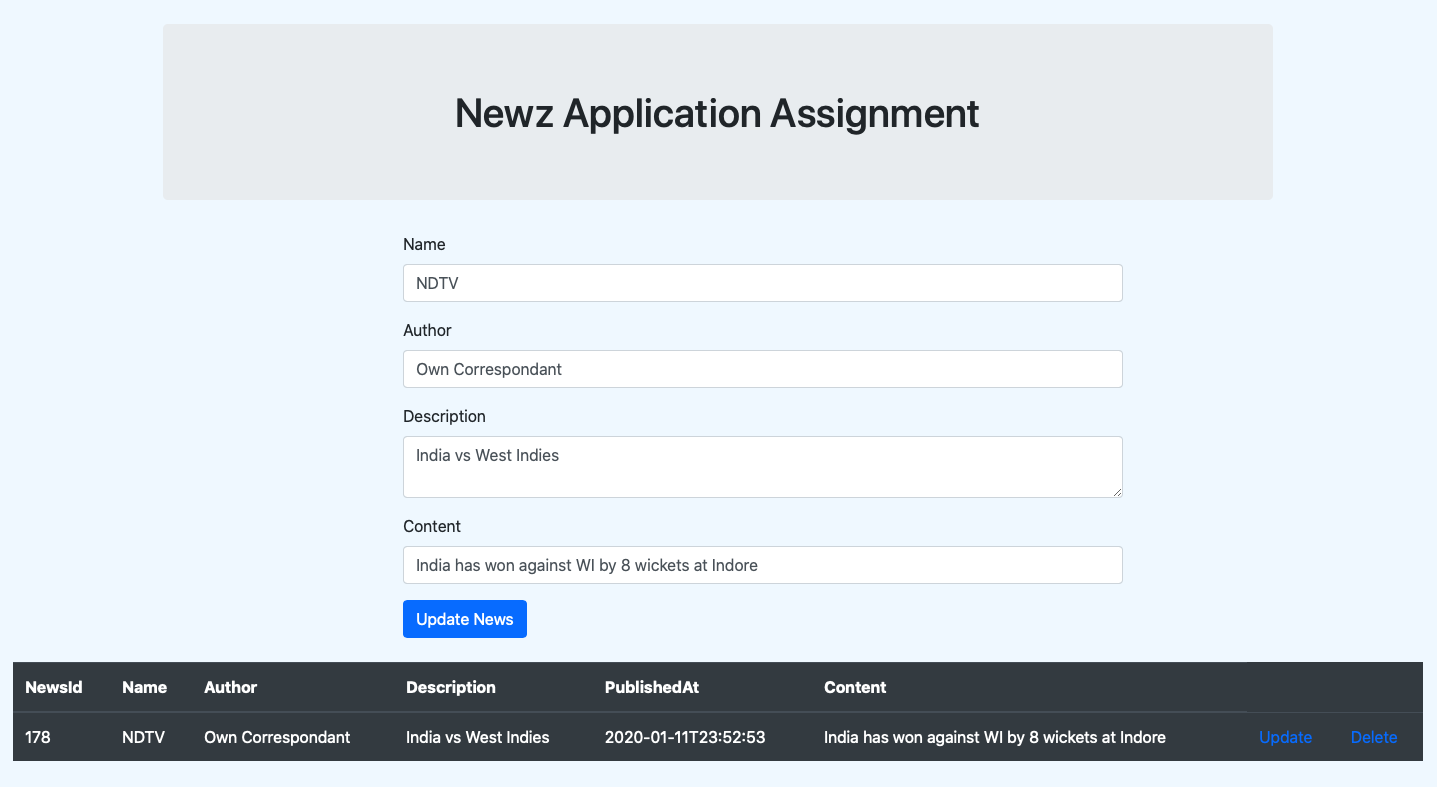 Newz Application Assignment
Name
NDTV
Author
Own Correspondant
Description
India vs West Indies
Content
India has won against WI by 8 wickets at Indore
Update News
NewsId Name Author Description PublishedAt Content
178 NDTV Own Correspondant India vs West Indies 2020-01-11T23:52:53 India has won against WI by 8 wickets at Indore Update Delete